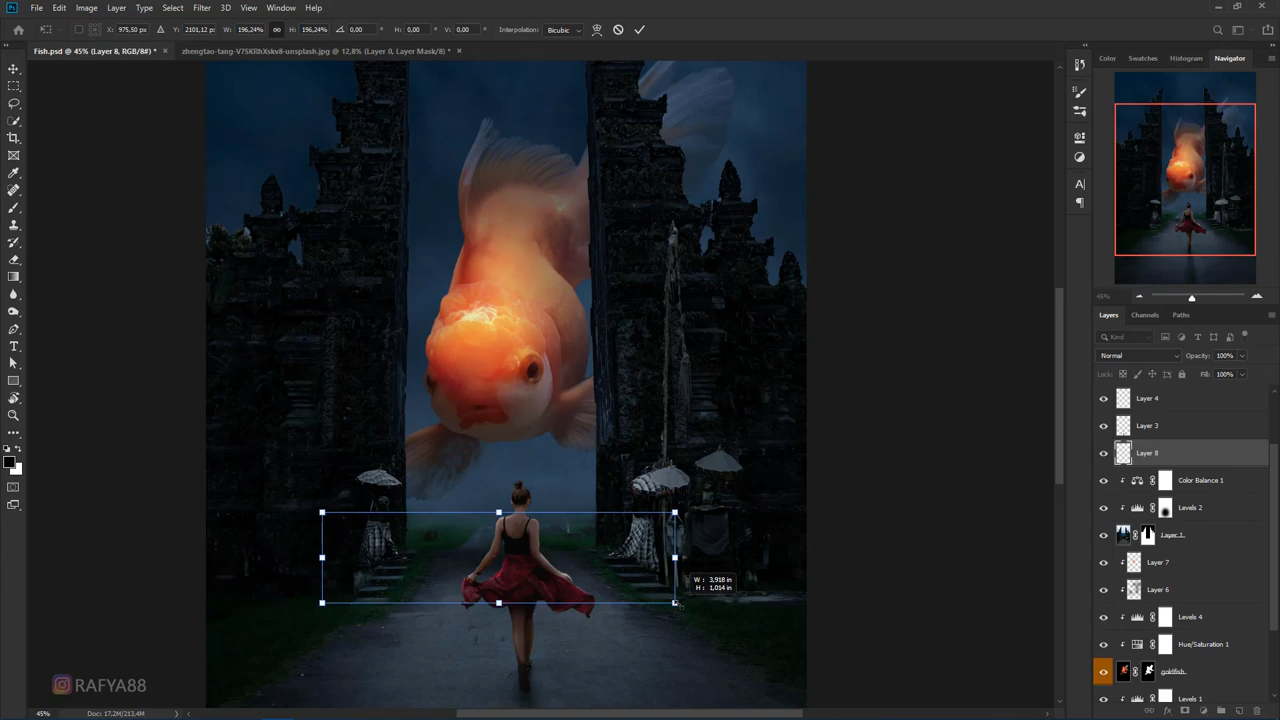 Ps File Edit Image Layer Type Select Filter 3D View Window Help
X: 975,50 px Y: 2101,12 px W: 196,24% H: 196,24% 0,00 H: 0,00 V: 0,00 Interpolation: Bicubic
Fish.psd @ 45% (Layer 8, RGB/8#) * × zhengtao-tang-V7SKRhXskv8-unsplash.jpg @ 12,8% (Layer 0, Layer Mask/8) * ×
Color Swatches Histogram Navigator
45%
Layers Channels Paths
Kind
Normal Opacity: 100%
Lock: Fill: 100%
Layer 4
Layer 3
Layer 8
Color Balance 1
Levels 2
Layer 1
Layer 7
Layer 6
Levels 4
Hue/Saturation 1
goldfish
Levels 1
W: 3,918 in
H: 1,014 in
RAFYA88
45% Doc: 17,2M/213,4M